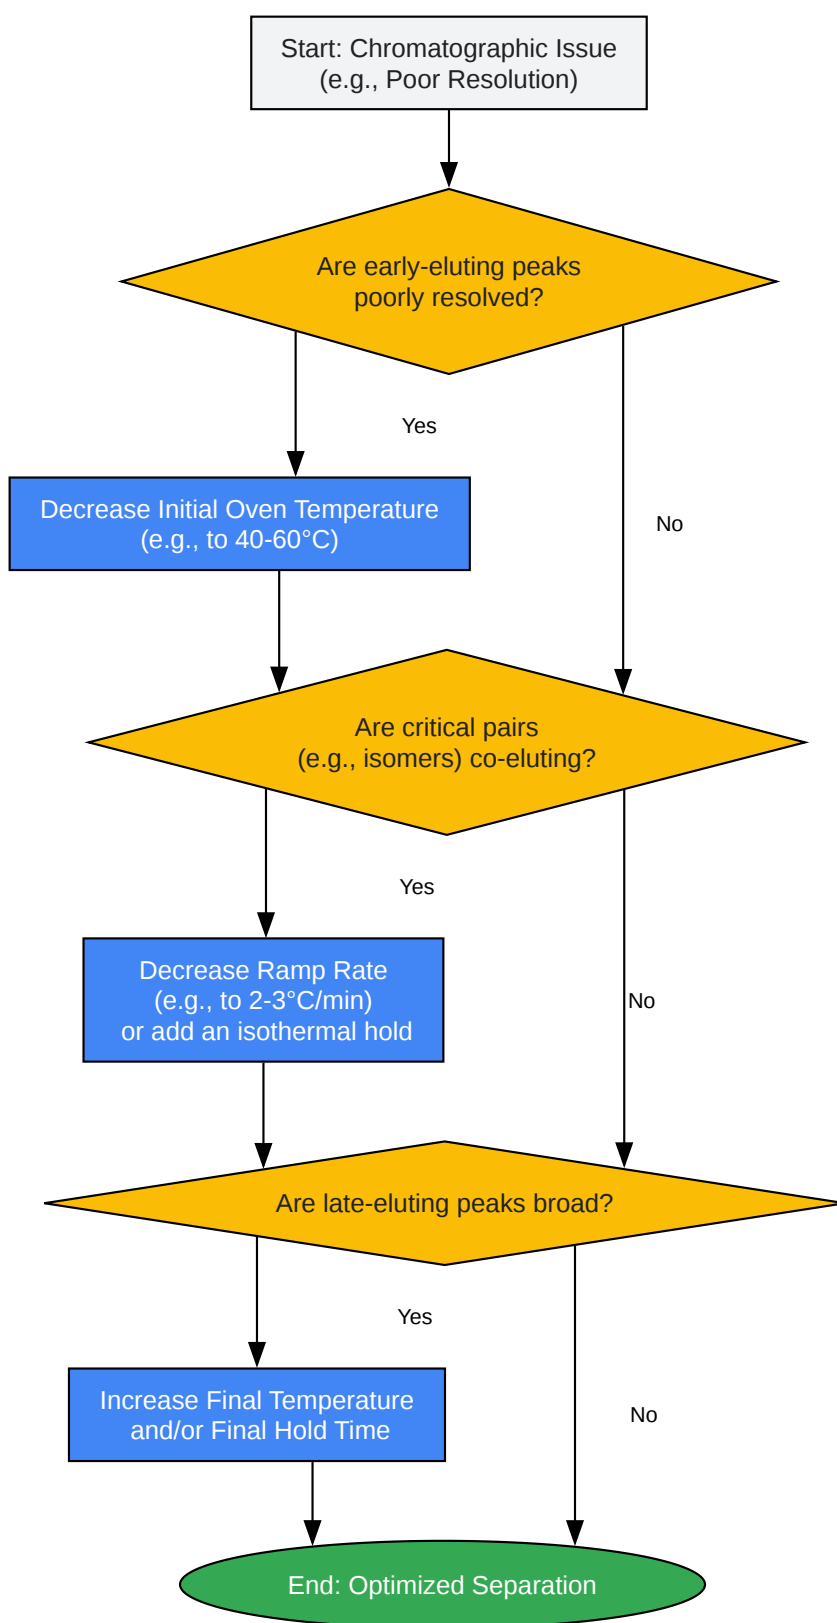 Start: Chromatographic Issue
(e.g., Poor Resolution)
Are early-eluting peaks
poorly resolved?
Yes
Decrease Initial Oven Temperature
(e.g., to 40-60°C)
No
Are critical pairs
(e.g., isomers) co-eluting?
Yes
Decrease Ramp Rate
(e.g., to 2-3°C/min)
or add an isothermal hold
No
Are late-eluting peaks broad?
Yes
Increase Final Temperature
and/or Final Hold Time
No
End: Optimized Separation